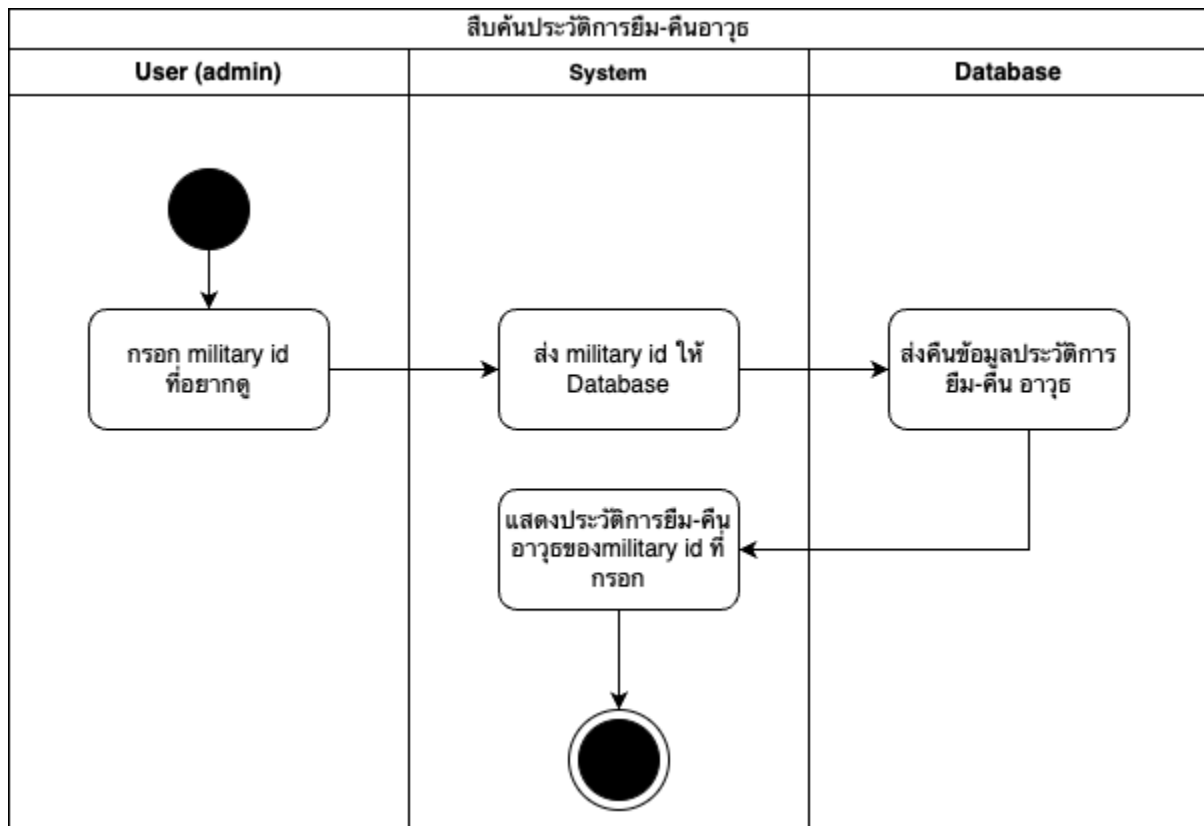 สืบค้นประวัติการยืม-คืนอาวุธ
User (admin)
System
Database
กรอก military id
ที่อยากดู
ส่ง military id ให้
Database
ส่งคืนข้อมูลประวัติการ
ยืม-คืน อาวุธ
แสดงประวัติการยืม-คืน
อาวุธของmilitary id ที่
กรอก